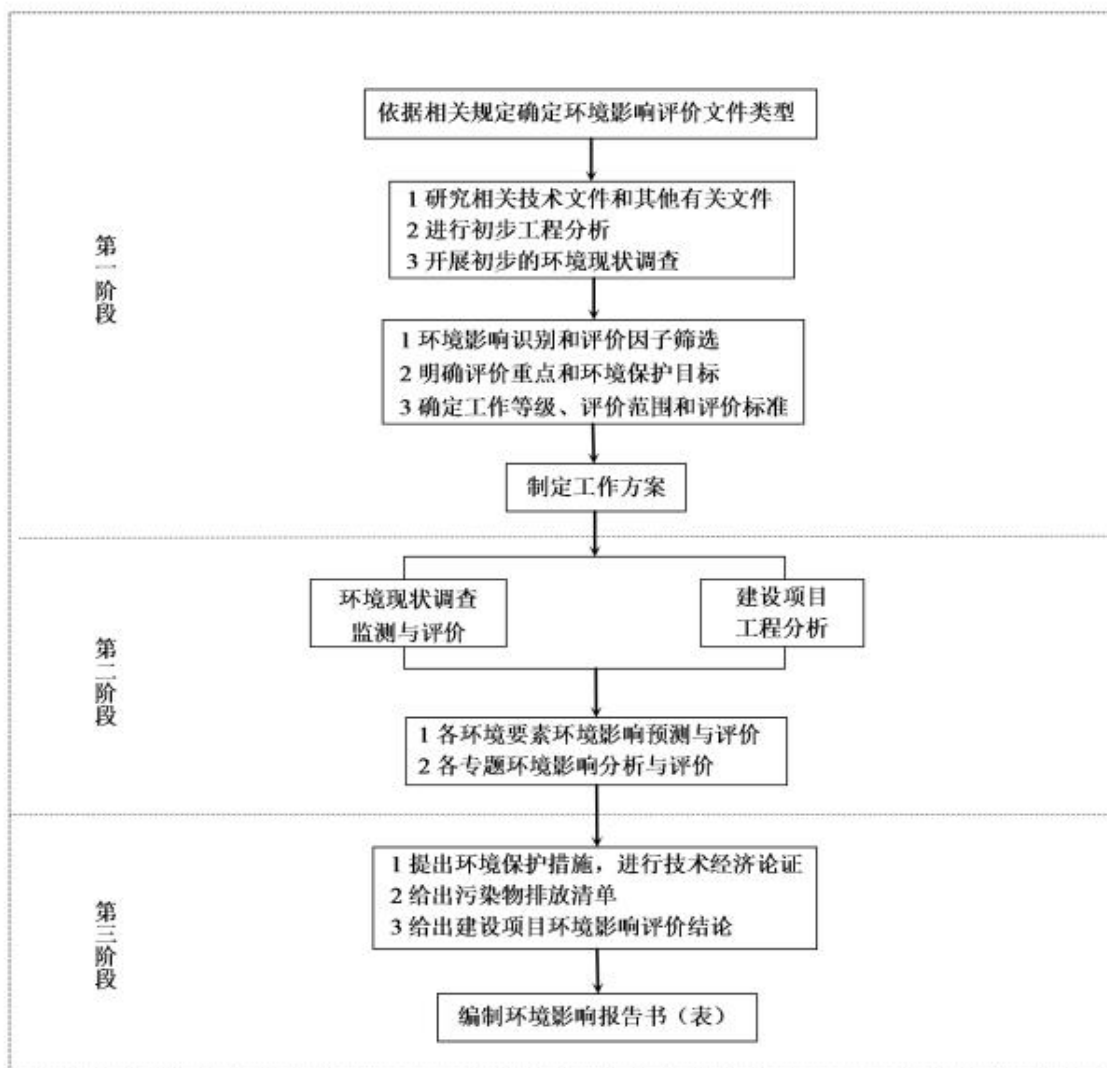 依据相关规定确定环境影响评价文件类型
1 研究相关技术文件和其他有关文件
2 进行初步工程分析
3 开展初步的环境现状调查
第一阶段
1 环境影响识别和评价因子筛选
2 明确评价重点和环境保护目标
3 确定工作等级、评价范围和评价标准
制定工作方案
环境现状调查
监测与评价
建设项目
工程分析
第二阶段
1 各环境要素环境影响预测与评价
2 各专题环境影响分析与评价
1 提出环境保护措施，进行技术经济论证
2 给出污染物排放清单
3 给出建设项目环境影响评价结论
第三阶段
编制环境影响报告书（表）